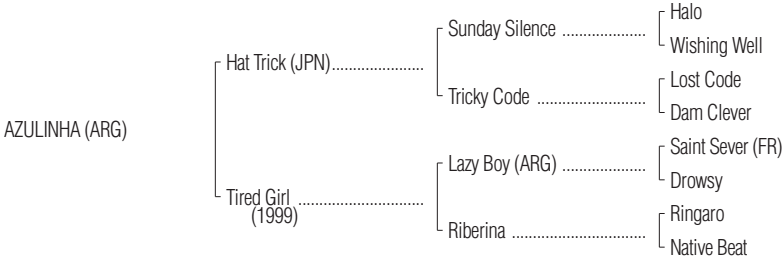 Halo
Sunday Silence ....................
Wishing Well
Hat Trick (JPN)......................
Lost Code
Tricky Code ..........................
Dam Clever
AZULINHA (ARG)
Saint Sever (FR)
Lazy Boy (ARG) ....................
Drowsy
Tired Girl ..............................
(1999)
Ringaro
Riberina ................................
Native Beat